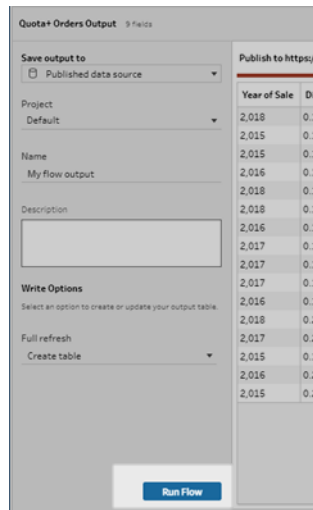 Quota+ Orders Output 9 fields
Save output to
Published data source
Project
Default
Name
My flow output
Description
Write Options
Select an option to create or update your output table.
Full refresh
Create table
Run Flow
Publish to https:/
Year of Sale
2,018
2,015
2,015
2,016
2,018
2,018
2,016
2,017
2,017
2,017
2,016
2,018
2,017
2,015
2,016
2,015